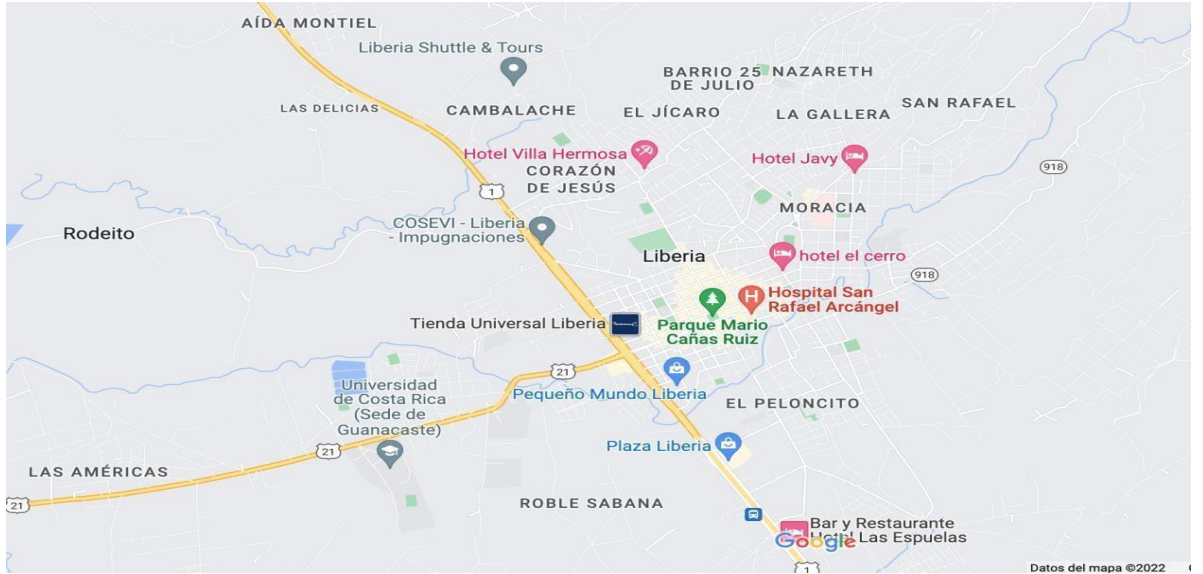 AÍDA MONTIEL
Liberia Shuttle & Tours
BARRIO 25
DE JULIO
NAZARETH
LAS DELICIAS
CAMBALACHE
EL JÍCARO
LA GALLERA
SAN RAFAEL
Hotel Villa Hermosa
Hotel Javy
918
CORAZÓN
DE JESÚS
1
MORACIA
COSEVI - Liberia
- Impugnaciones
Rodeito
Liberia
hotel el cerro
918
Hospital San
Rafael Arcángel
Tienda Universal Liberia
Parque Mario
Cañas Ruiz
21
Universidad
de Costa Rica
(Sede de
Guanacaste)
Pequeño Mundo Liberia
EL PELONCITO
Plaza Liberia
21
LAS AMÉRICAS
21
ROBLE SABANA
Bar y Restaurante
Hotel Las Espuelas
Google
1
Datos del mapa ©2022